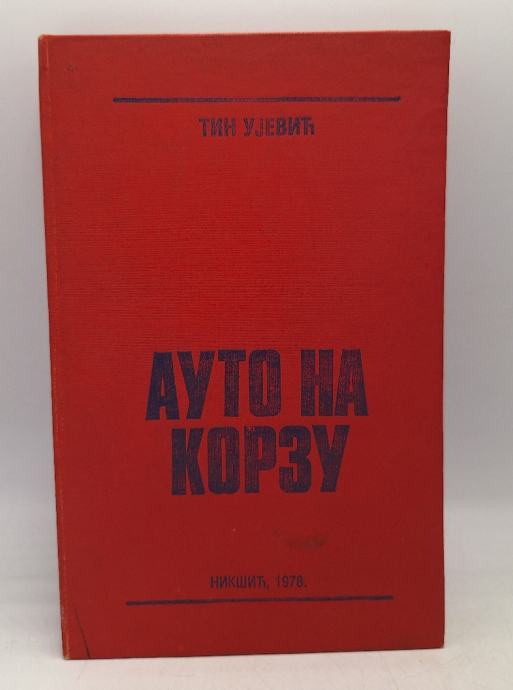 ТИН УЈЕВИЋ
АУТО НА
КОРЗУ
НИКШИЋ, 1978.